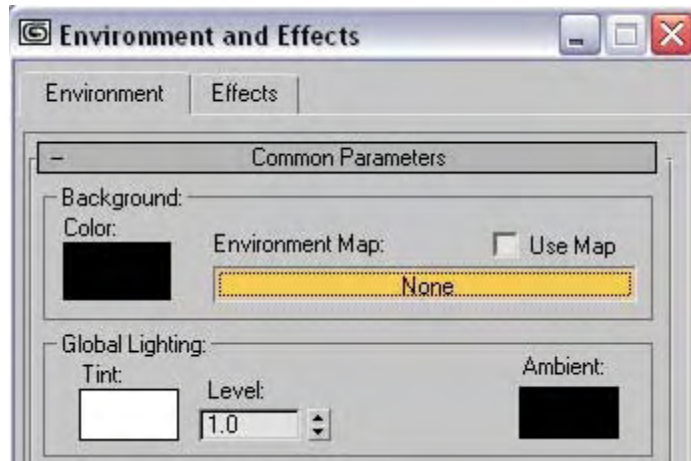 Environment and Effects
Environment Effects
Common Parameters
Background:
Color:
Environment Map: Use Map
None
Global Lighting:
Tint: Level: Ambient:
1.0